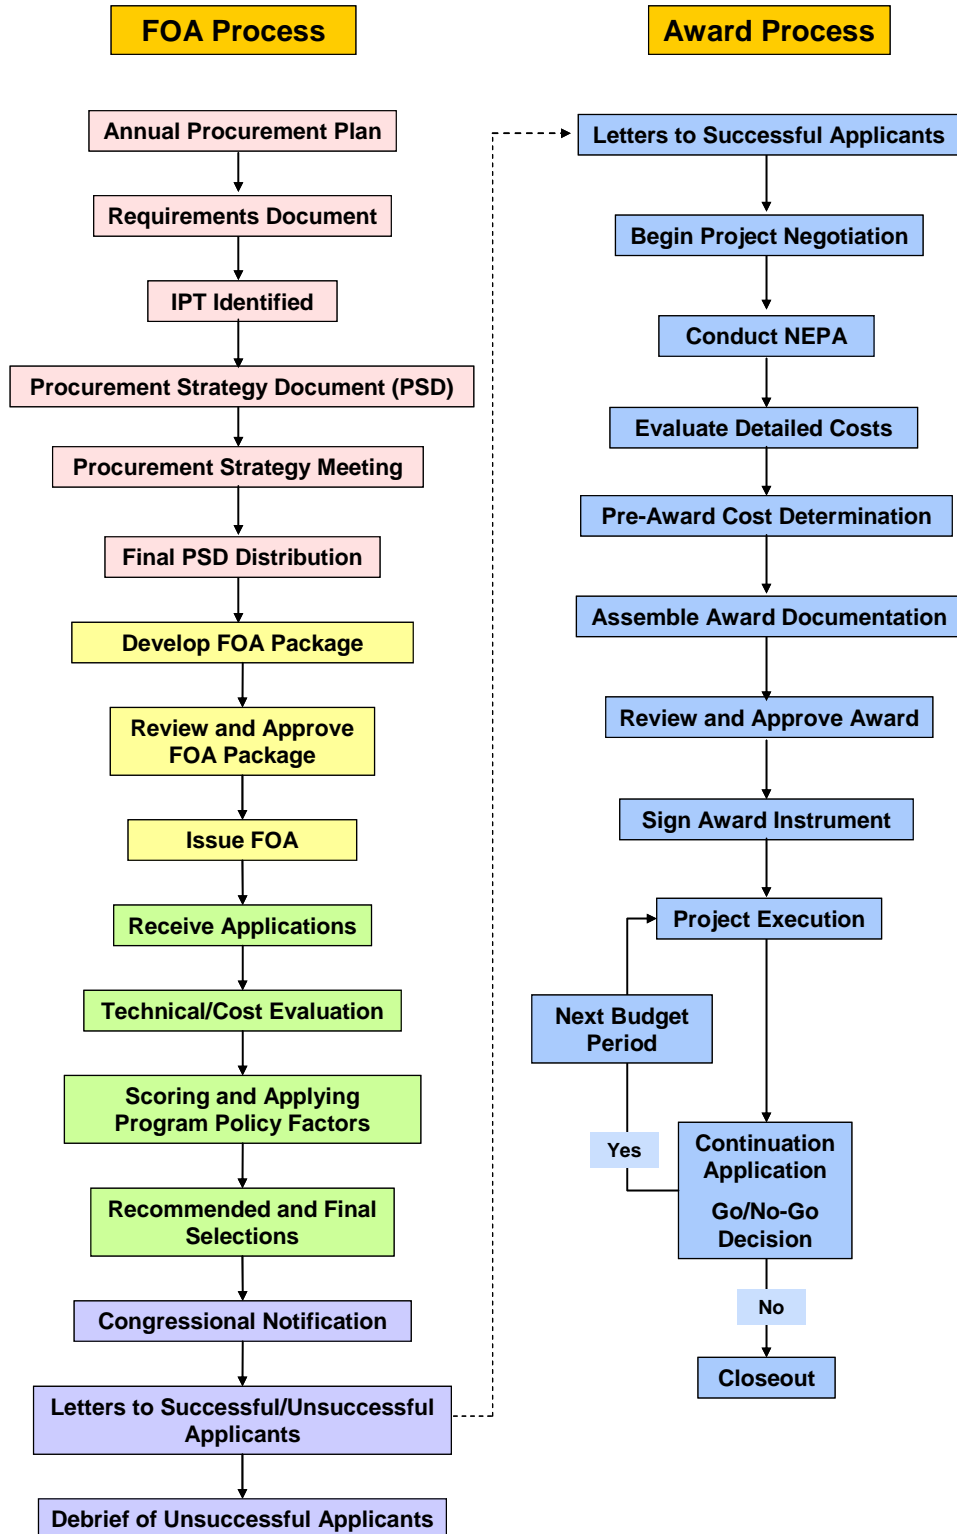 FOA Process
Annual Procurement Plan
Requirements Document
IPT Identified
Procurement Strategy Document (PSD)
Procurement Strategy Meeting
Final PSD Distribution
Develop FOA Package
Review and Approve
FOA Package
Issue FOA
Receive Applications
Technical/Cost Evaluation
Scoring and Applying
Program Policy Factors
Recommended and Final
Selections
Congressional Notification
Letters to Successful/Unsuccessful
Applicants
Debrief of Unsuccessful Applicants
Award Process
Letters to Successful Applicants
Begin Project Negotiation
Conduct NEPA
Evaluate Detailed Costs
Pre-Award Cost Determination
Assemble Award Documentation
Review and Approve Award
Sign Award Instrument
Project Execution
Next Budget
Period
Yes
Continuation
Application
Go/No-Go
Decision
No
Closeout